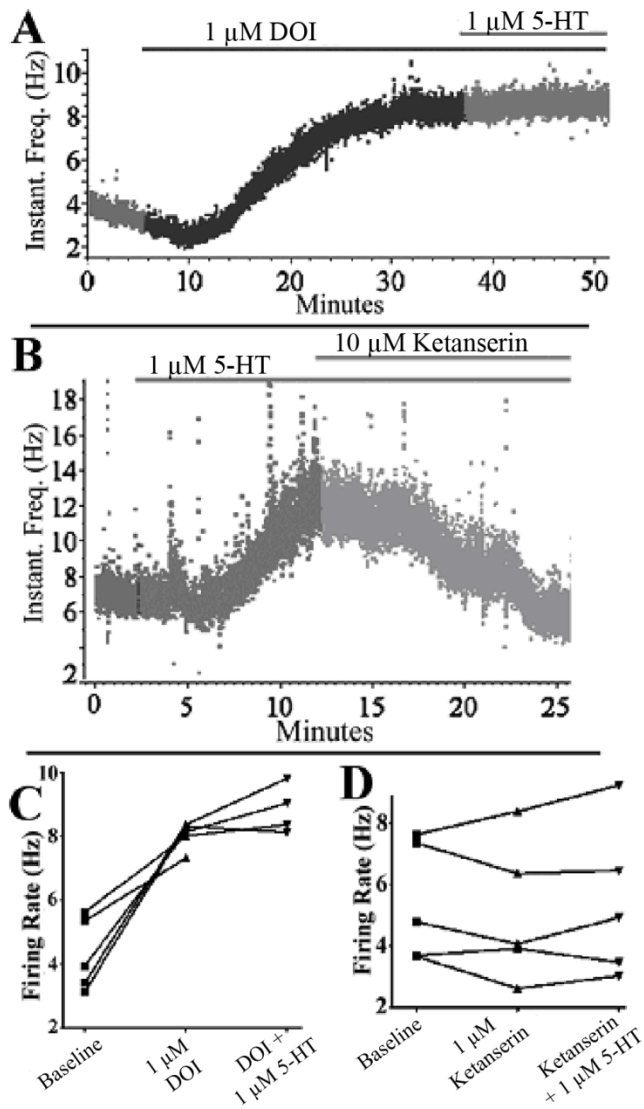 A
1 µM DOI
1 µM 5-HT
Instant. Freq. (Hz)
10
8
6
4
2
0 10 20 30 40 50
Minutes
B
1 µM 5-HT
10 µM Ketanserin
Instant. Freq. (Hz)
18
16
14
12
10
8
6
2
0 5 10 15 20 25
Minutes
C
Firing Rate (Hz)
10
8
6
4
2
Baseline
1 µM
DOI
DOI +
1 µM 5-HT
D
Firing Rate (Hz)
8
6
4
2
Baseline
1 µM
Ketanserin
Ketanserin
+ 1 µM 5-HT